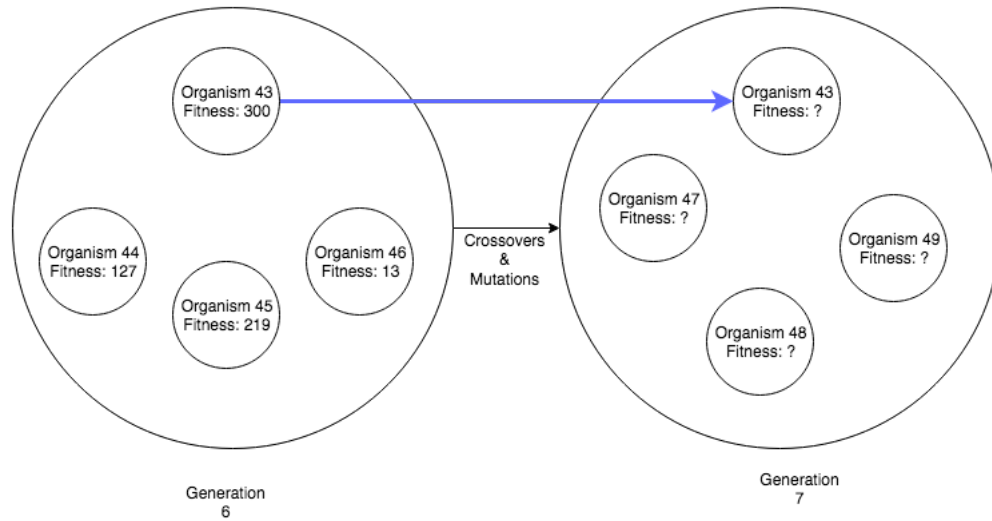 Organism 43
Fitness: 300
Organism 44
Fitness: 127
Organism 45
Fitness: 219
Organism 46
Fitness: 13
Crossovers
&
Mutations
Organism 43
Fitness: ?
Organism 47
Fitness: ?
Organism 49
Fitness: ?
Organism 48
Fitness: ?
Generation
6
Generation
7